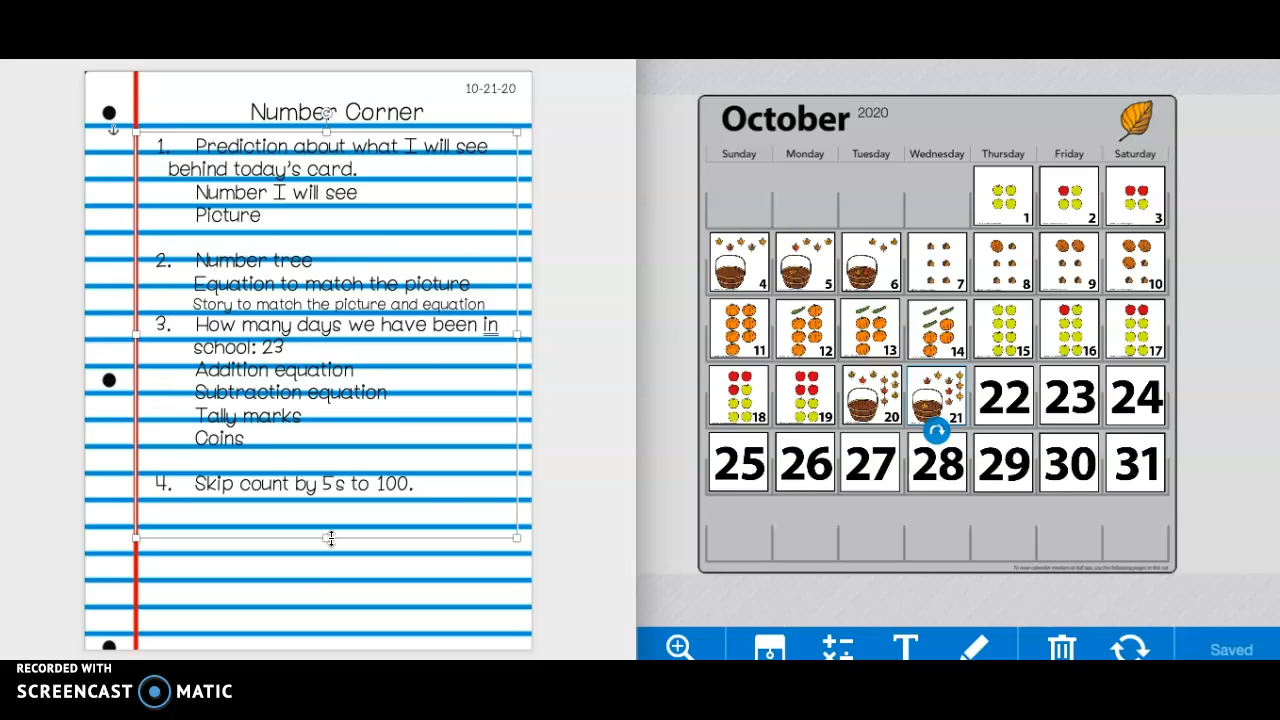 10-21-20
Number Corner
1. Prediction about what I will see
behind today's card.
Number I will see
Picture
2. Number tree
Equation to match the picture
Story to match the picture and equation
3. How many days we have been in
school: 23
Addition equation
Subtraction equation
Tally marks
Coins
4. Skip count by 5s to 100.
October 2020
Sunday Monday Tuesday Wednesday Thursday Friday Saturday
1 2 3
4 5 6 7 8 9 10
11 12 13 14 15 16 17
18 19 20 21 22 23 24
25 26 27 28 29 30 31
Saved
RECORDED WITH
SCREENCAST MATIC